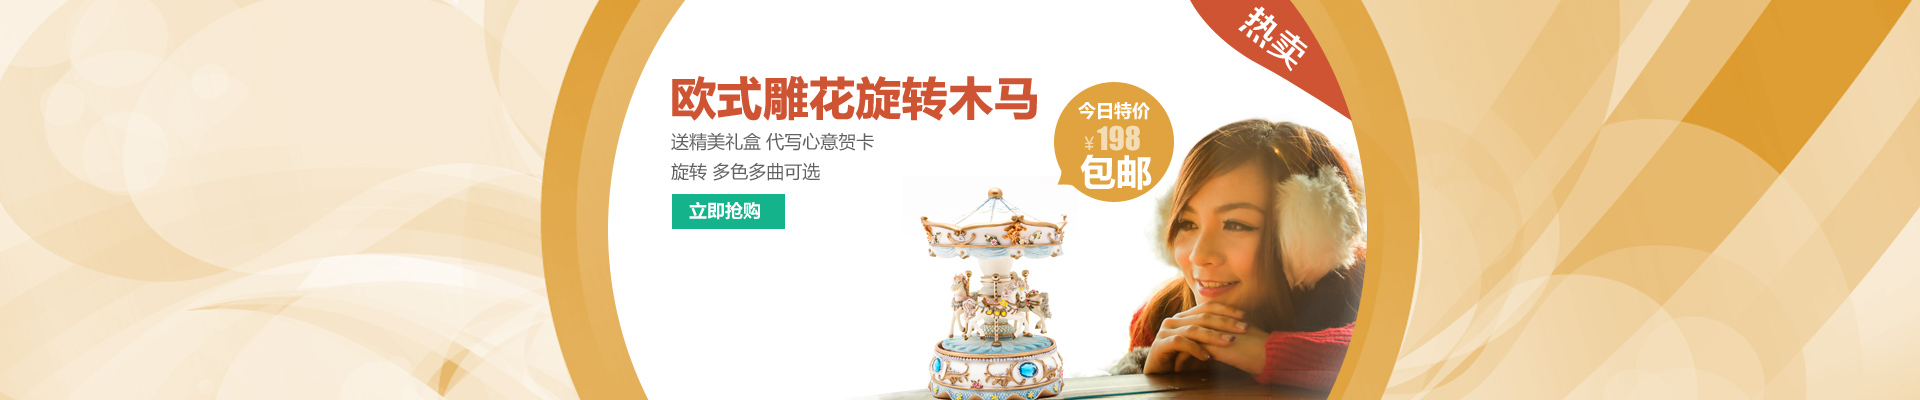 热卖
欧式雕花旋转木马
送精美礼盒 代写心意贺卡
旋转 多色多曲可选
立即抢购
今日特价
¥198
包邮